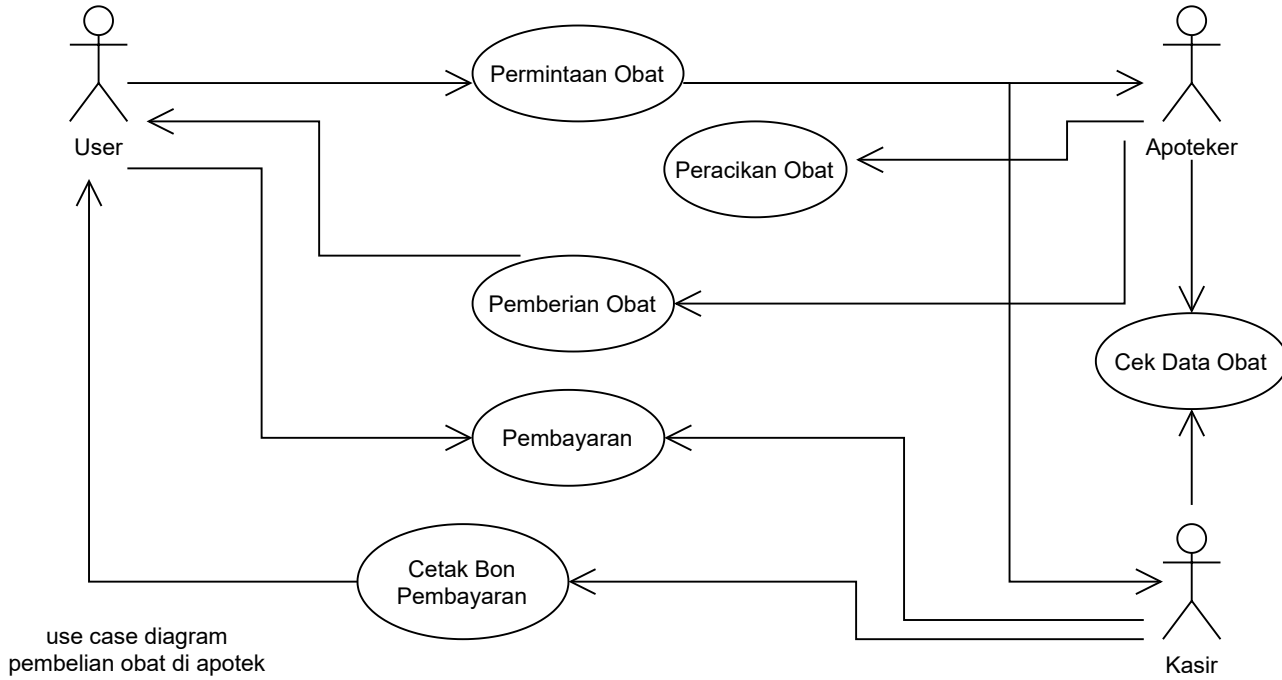 Permintaan Obat
User
Apoteker
Peracikan Obat
Pemberian Obat
Cek Data Obat
Pembayaran
Cetak Bon
Pembayaran
use case diagram
pembelian obat di apotek
Kasir